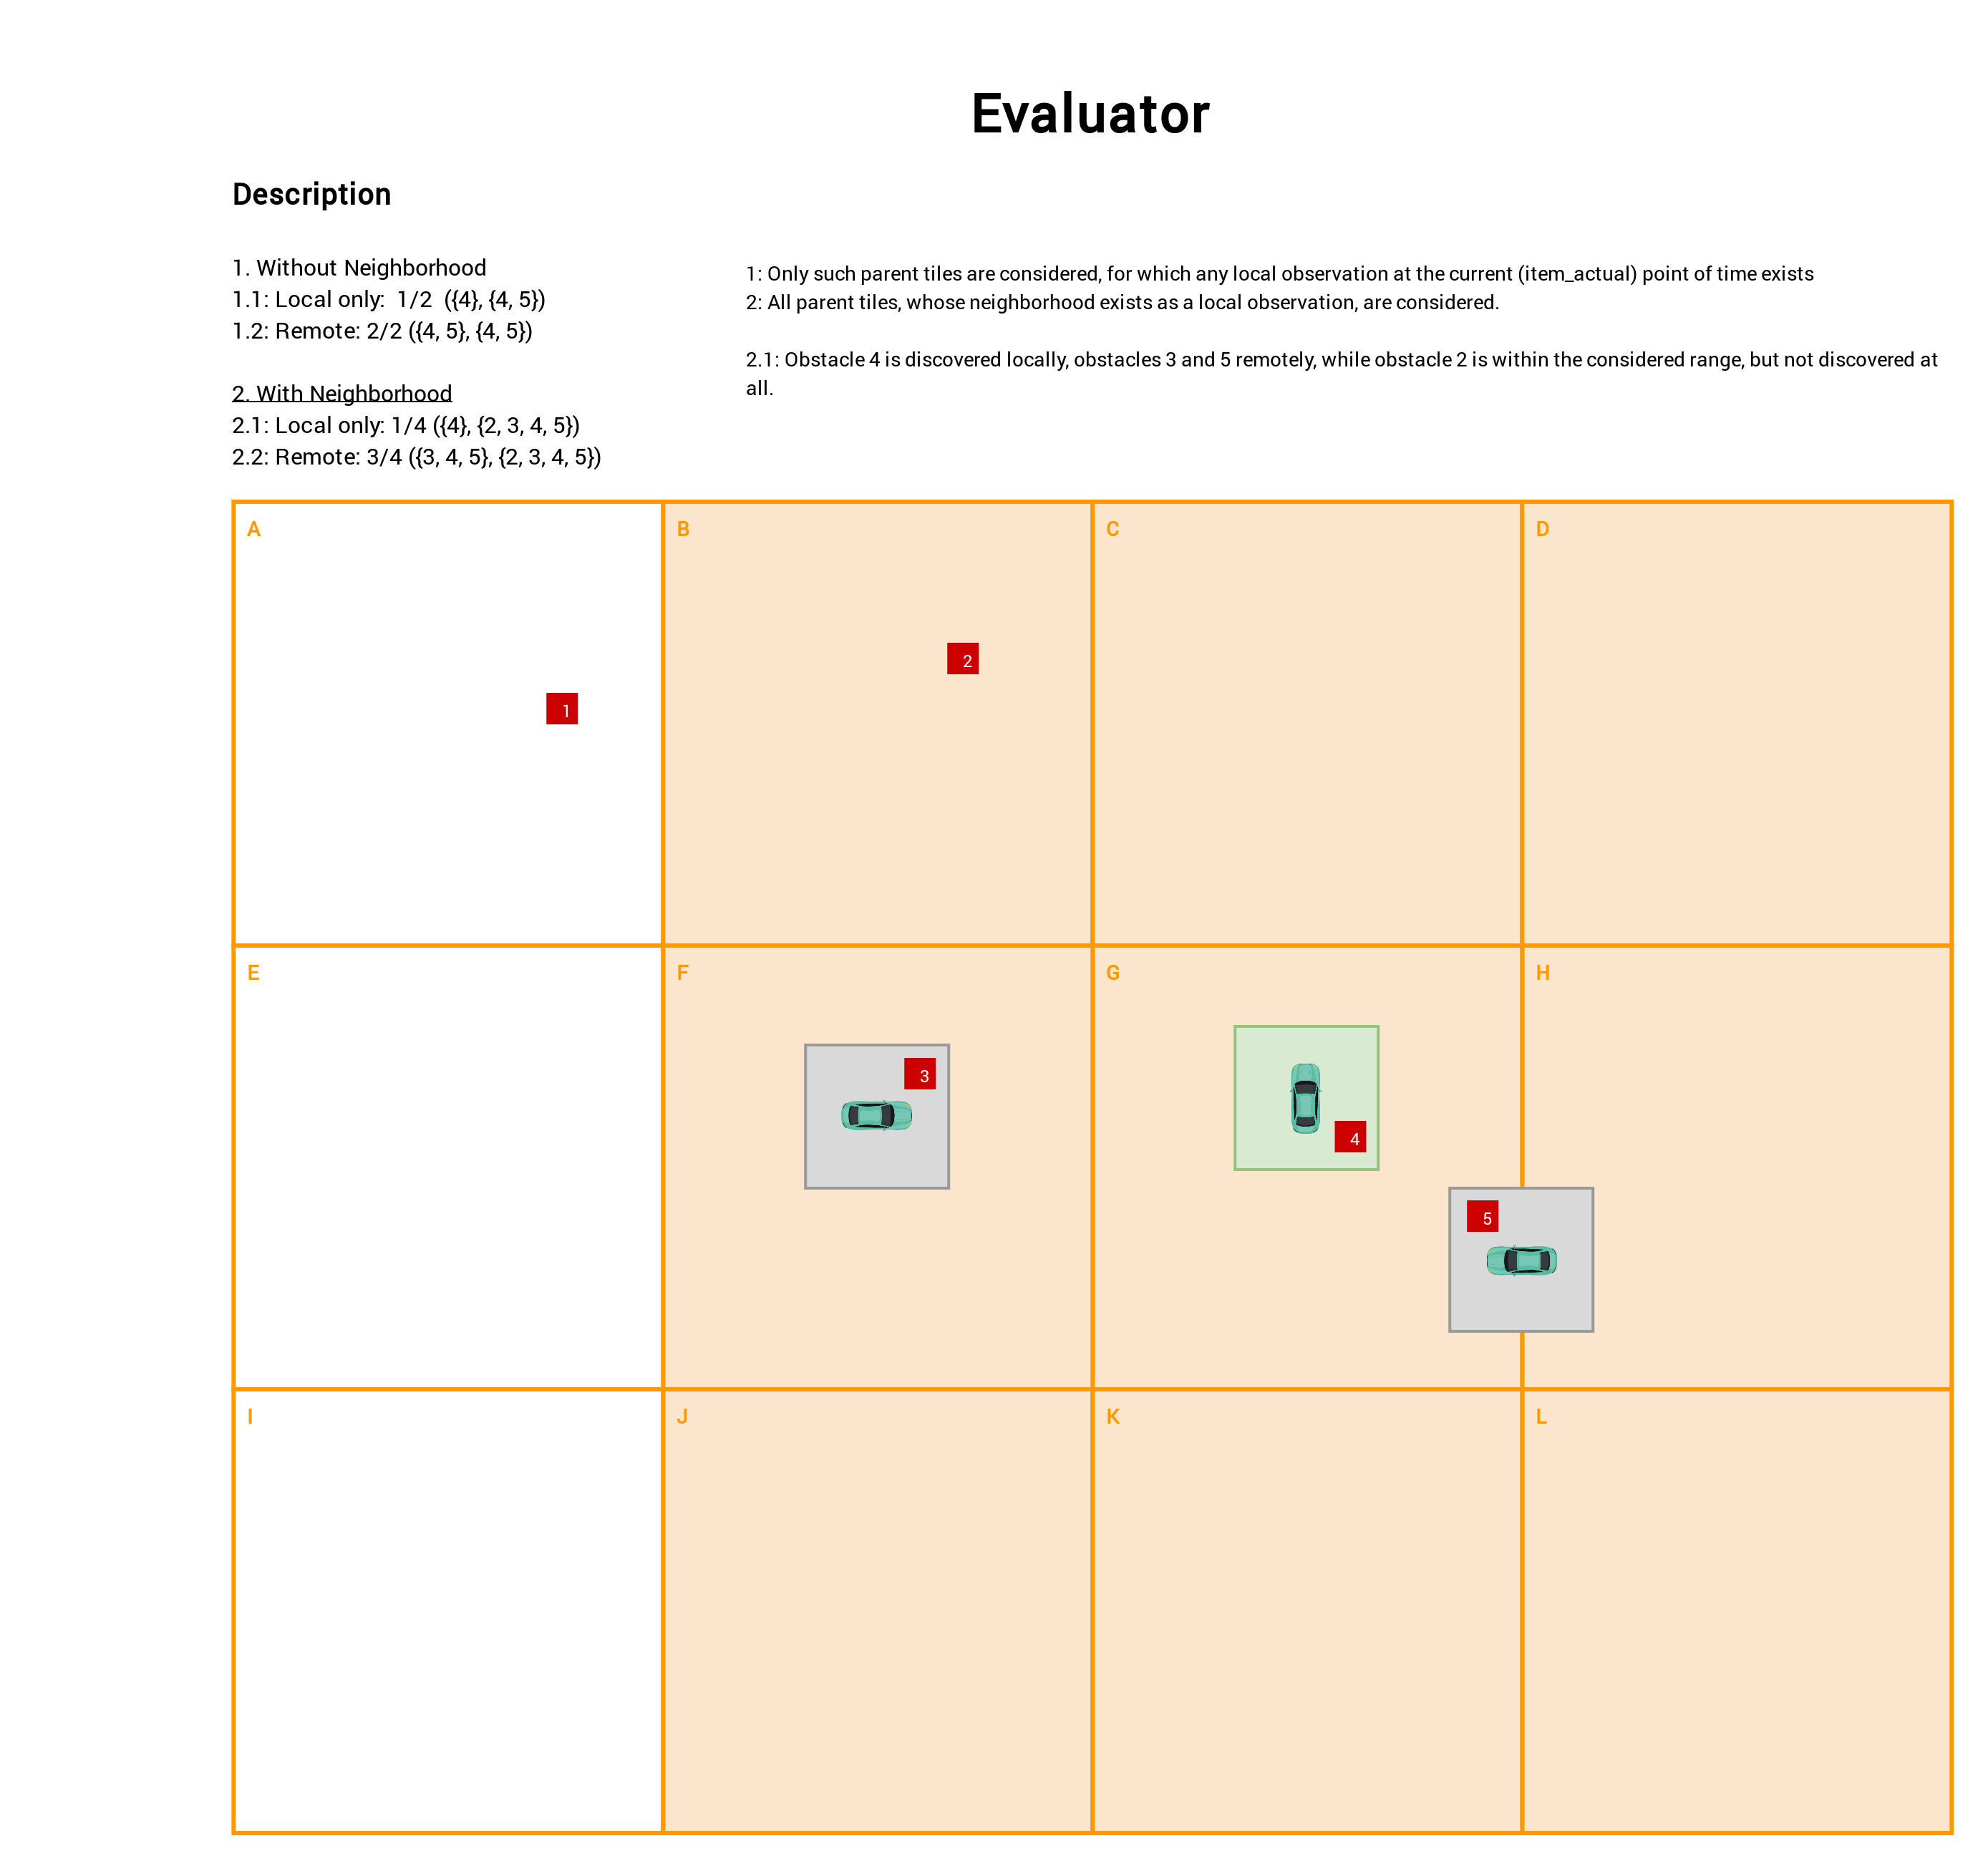 Evaluator
Description
1. Without Neighborhood
1.1: Local only:  1/2  ({4}, {4, 5})
1.2: Remote: 2/2 ({4, 5}, {4, 5})
2. With Neighborhood
2.1: Local only: 1/4 ({4}, {2, 3, 4, 5})
2.2: Remote: 3/4 ({3, 4, 5}, {2, 3, 4, 5})
1: Only such parent tiles are considered, for which any local observation at the current (item_actual) point of time exists
2: All parent tiles, whose neighborhood exists as a local observation, are considered.
2.1: Obstacle 4 is discovered locally, obstacles 3 and 5 remotely, while obstacle 2 is within the considered range, but not discovered at
all.
A
B
C
D
2
1
E
F
G
H
3
4
5
I
J
K
L